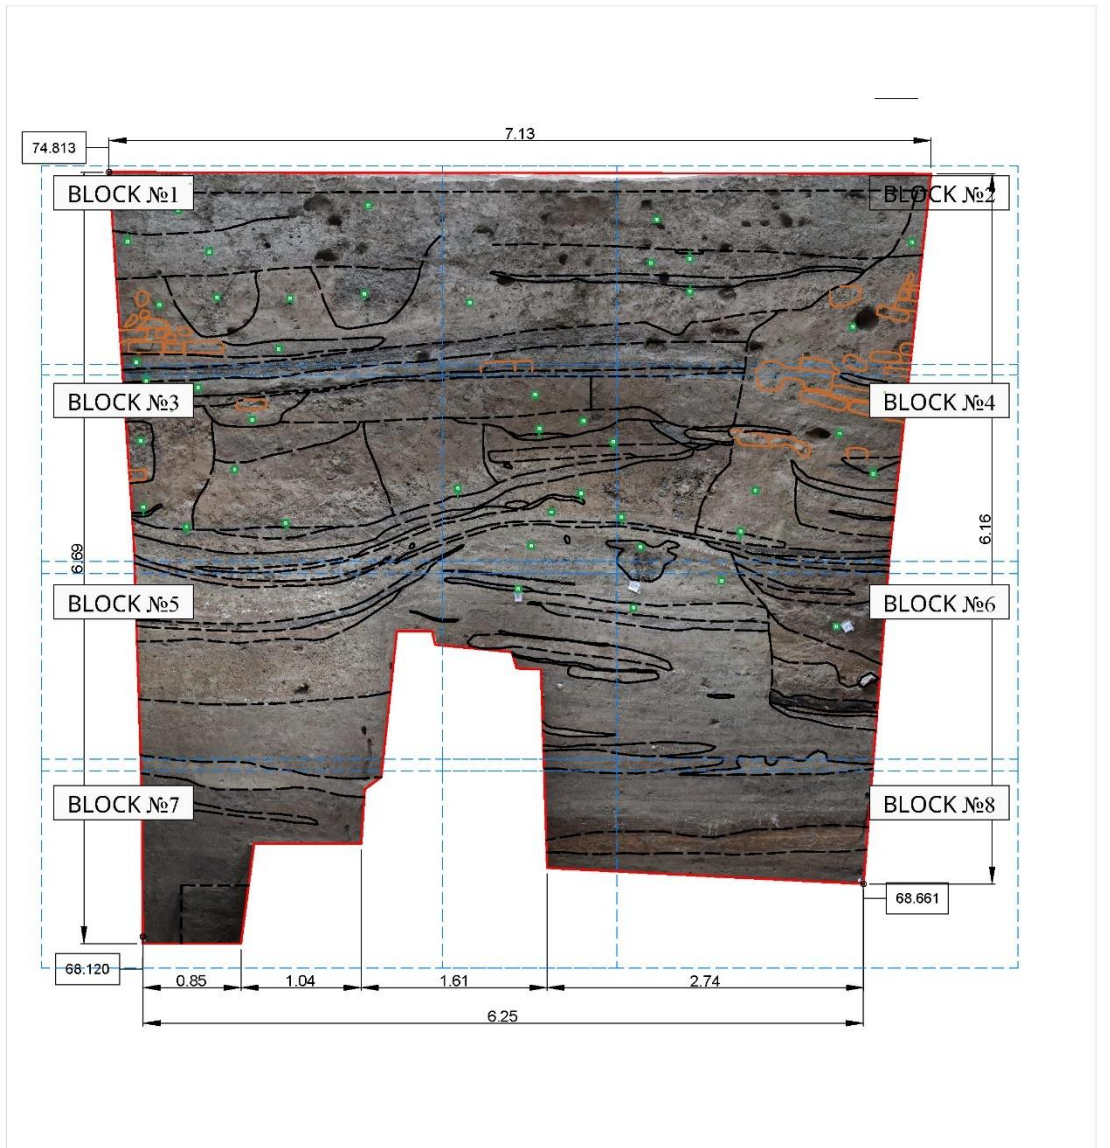 7.13
74.813
BLOCK №1
BLOCK №2
BLOCK №3
BLOCK №4
6.69
6.16
BLOCK №5
BLOCK №6
BLOCK №7
BLOCK №8
68.661
68.120
0.85
1.04
1.61
2.74
6.25